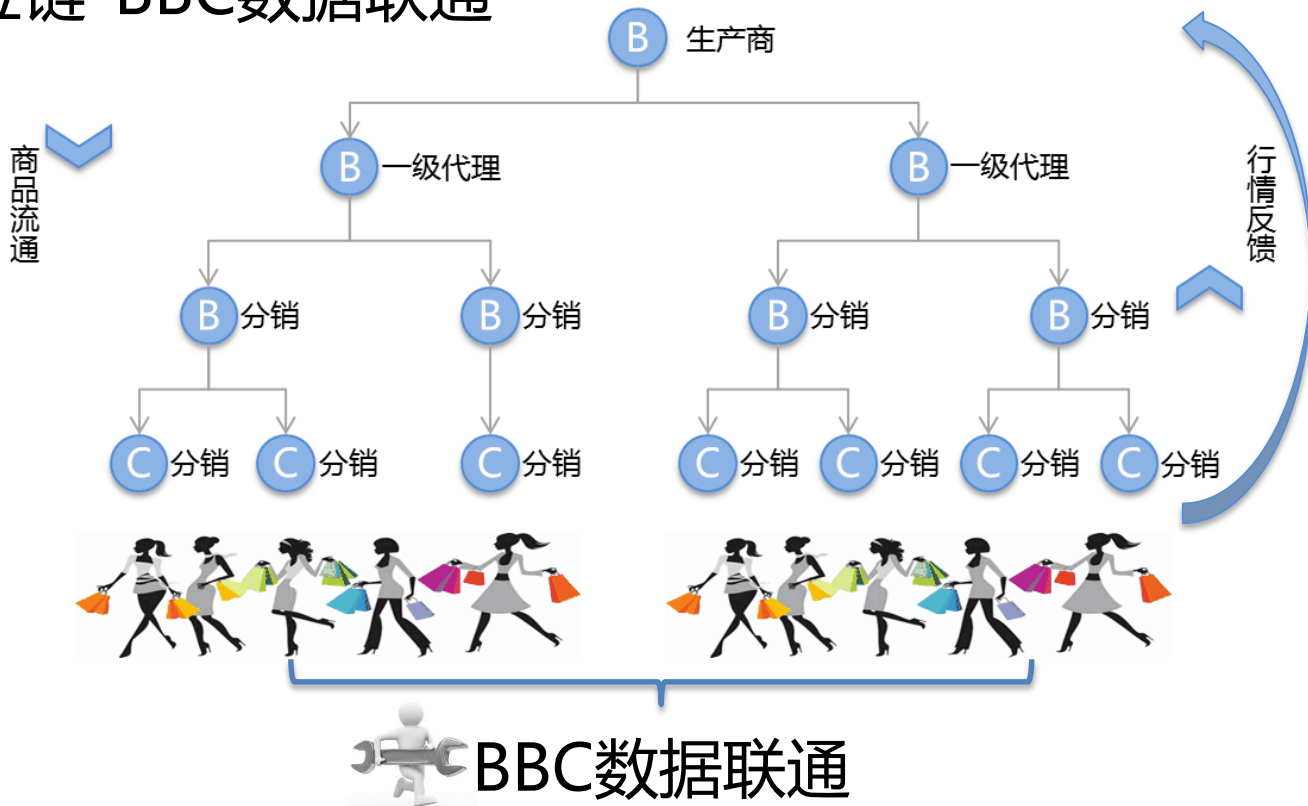 链 BBC数据联通
B 生产商
商品流通
行情反馈
B 一级代理 B 一级代理
B 分销 B 分销 B 分销 B 分销
C 分销 C 分销 C 分销 C 分销 C 分销 C 分销 C 分销
BBC数据联通